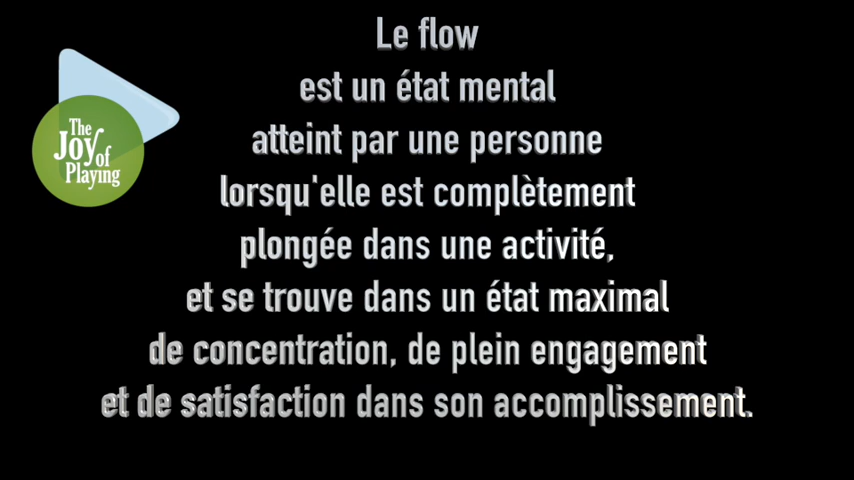 The
Joy of
Playing
Le flow
est un état mental
atteint par une personne
lorsqu'elle est complètement
plongée dans une activité,
et se trouve dans un état maximal
de concentration, de plein engagement
et de satisfaction dans son accomplissement.